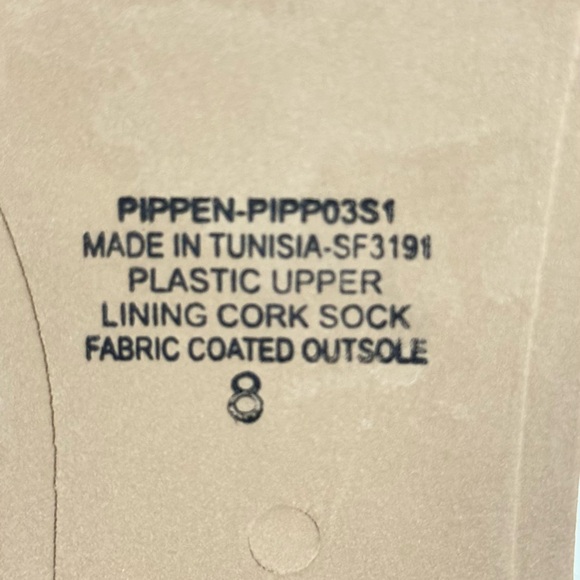 PIPPEN-PIPP03S1
MADE IN TUNISIA-SF3191
PLASTIC UPPER
LINING CORK SOCK
FABRIC COATED OUTSOLE
8